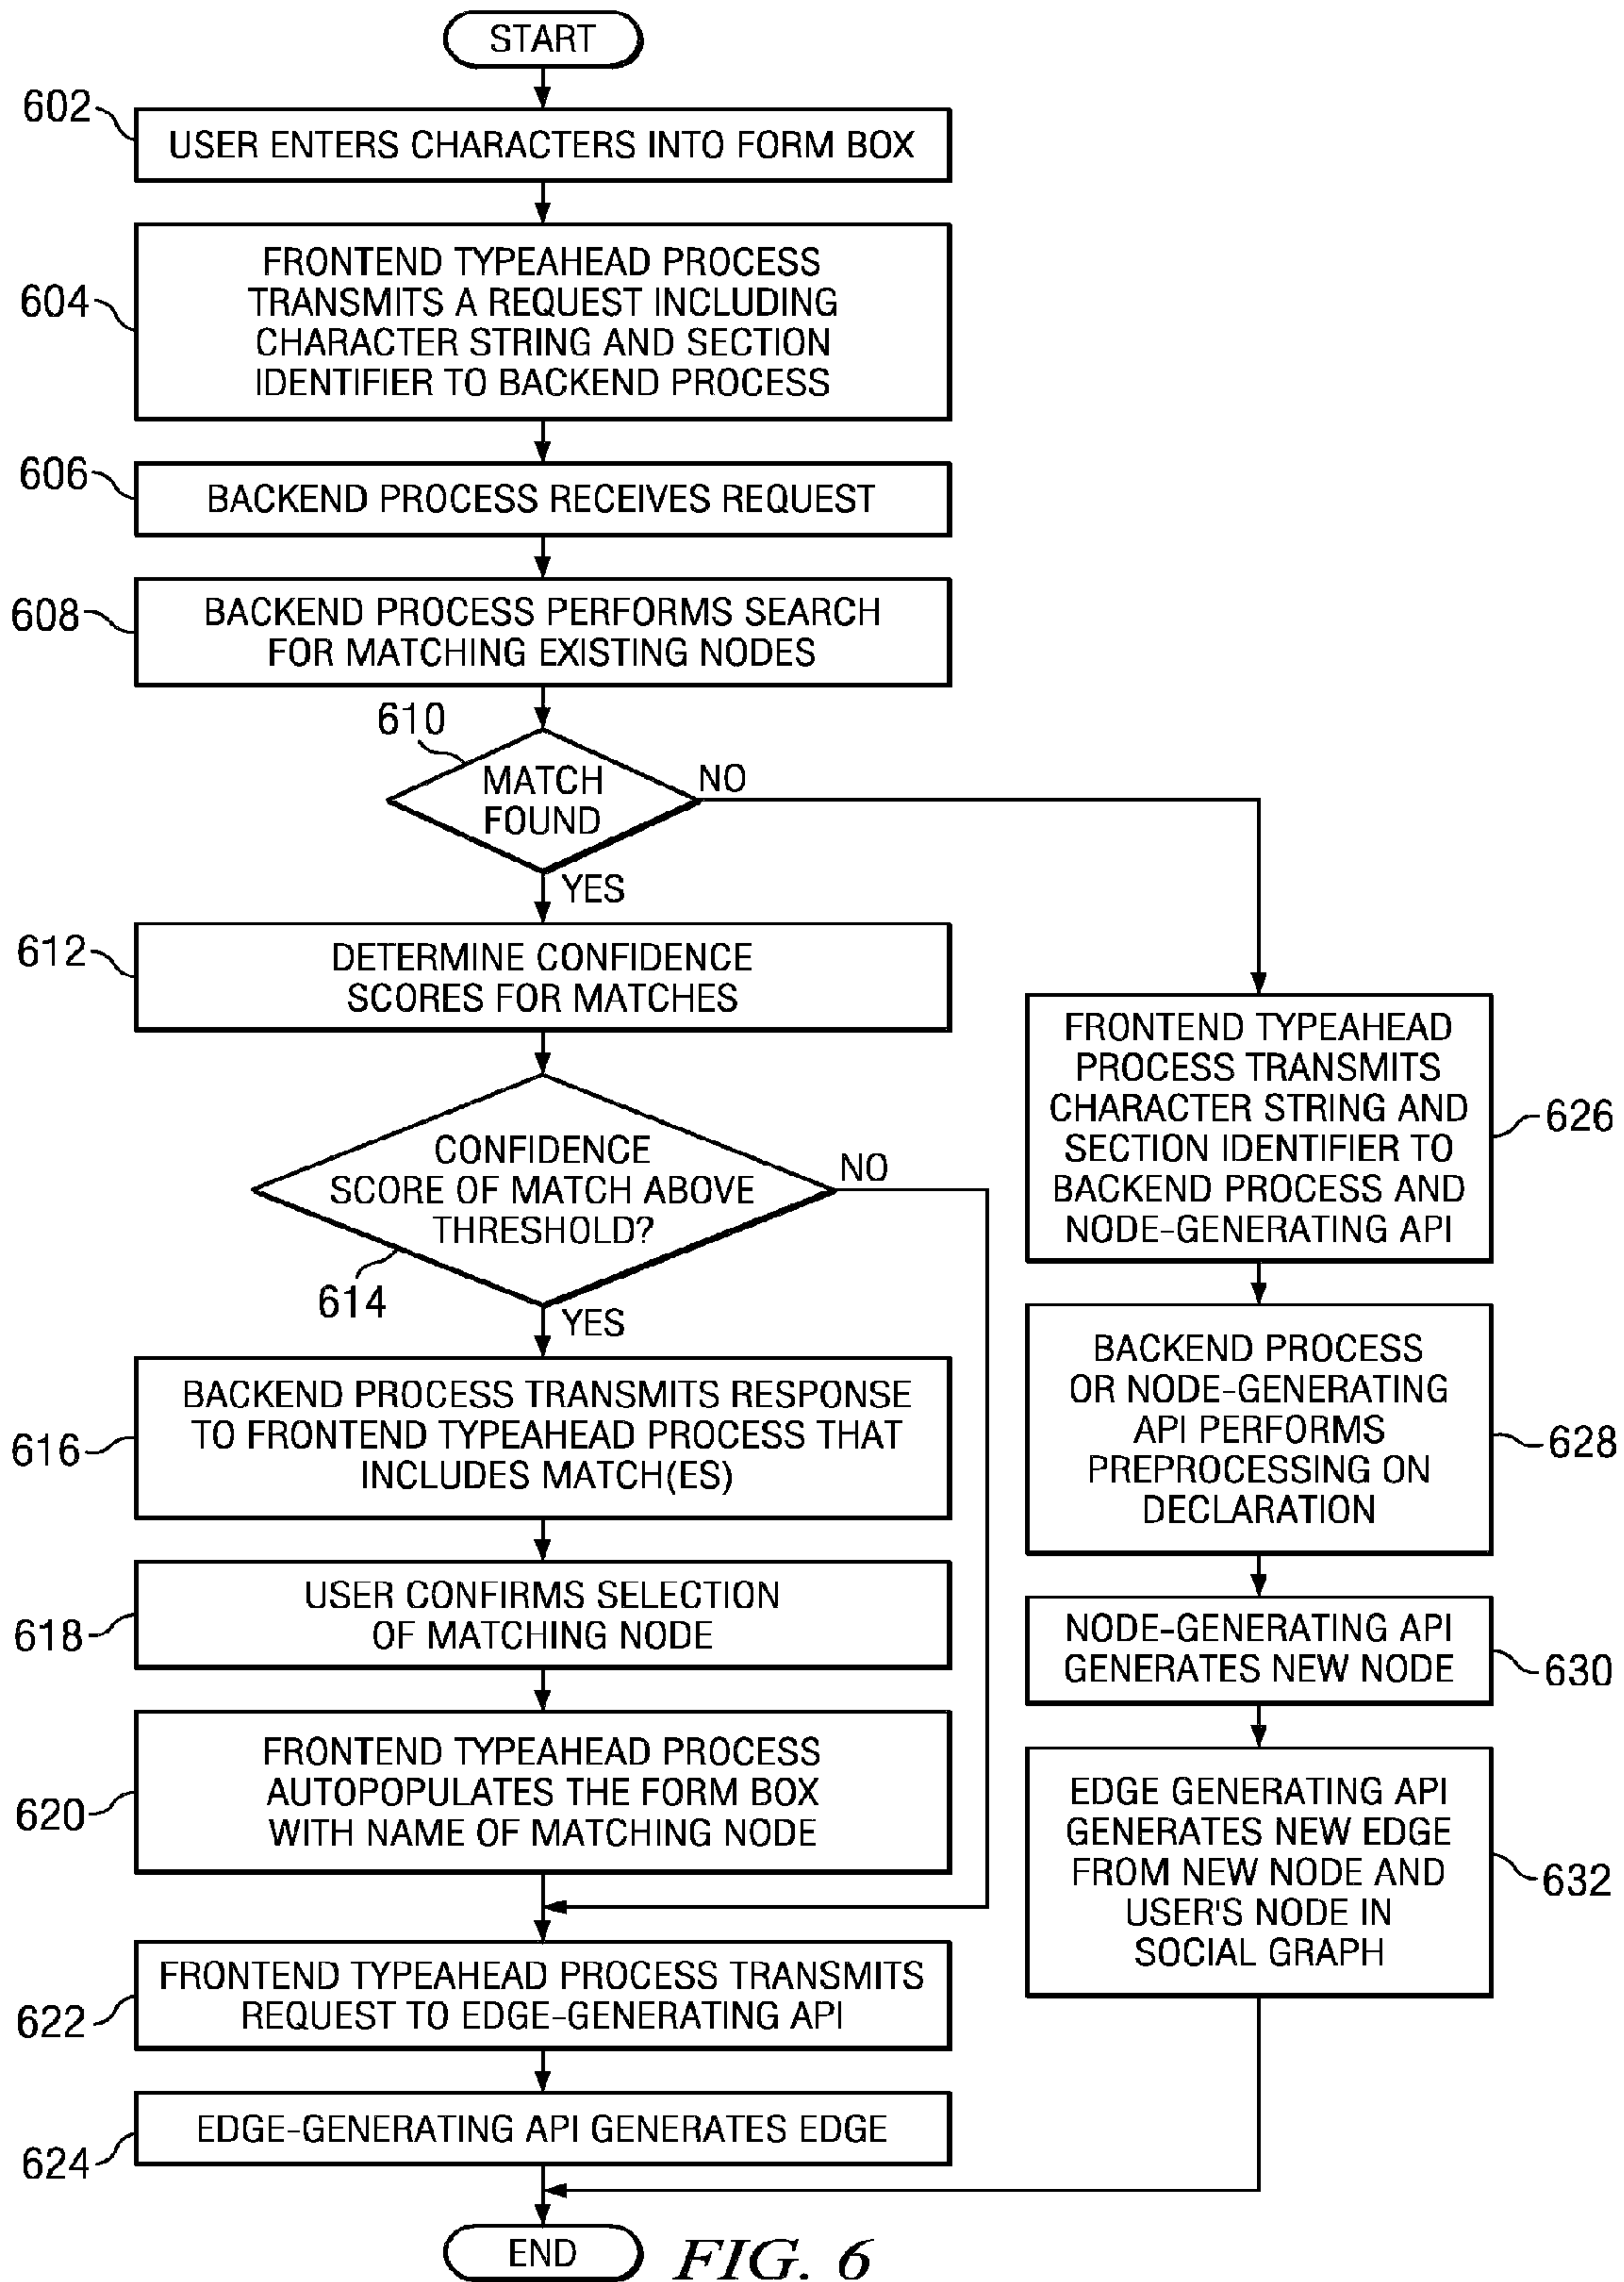 START
602
USER ENTERS CHARACTERS INTO FORM BOX
604
FRONTEND TYPEAHEAD PROCESS
TRANSMITS A REQUEST INCLUDING
CHARACTER STRING AND SECTION
IDENTIFIER TO BACKEND PROCESS
606
BACKEND PROCESS RECEIVES REQUEST
608
BACKEND PROCESS PERFORMS SEARCH
FOR MATCHING EXISTING NODES
610
MATCH
FOUND
NO
YES
612
DETERMINE CONFIDENCE
SCORES FOR MATCHES
CONFIDENCE
SCORE OF MATCH ABOVE
THRESHOLD?
NO
614
YES
616
BACKEND PROCESS TRANSMITS RESPONSE
TO FRONTEND TYPEAHEAD PROCESS THAT
INCLUDES MATCH(ES)
618
USER CONFIRMS SELECTION
OF MATCHING NODE
620
FRONTEND TYPEAHEAD PROCESS
AUTOPOPULATES THE FORM BOX
WITH NAME OF MATCHING NODE
622
FRONTEND TYPEAHEAD PROCESS TRANSMITS
REQUEST TO EDGE-GENERATING API
624
EDGE-GENERATING API GENERATES EDGE
FRONTEND TYPEAHEAD
PROCESS TRANSMITS
CHARACTER STRING AND
SECTION IDENTIFIER TO
BACKEND PROCESS AND
NODE-GENERATING API
626
BACKEND PROCESS
OR NODE-GENERATING
API PERFORMS
PREPROCESSING ON
DECLARATION
628
NODE-GENERATING API
GENERATES NEW NODE
630
EDGE GENERATING API
GENERATES NEW EDGE
FROM NEW NODE AND
USER'S NODE IN
SOCIAL GRAPH
632
END
FIG. 6